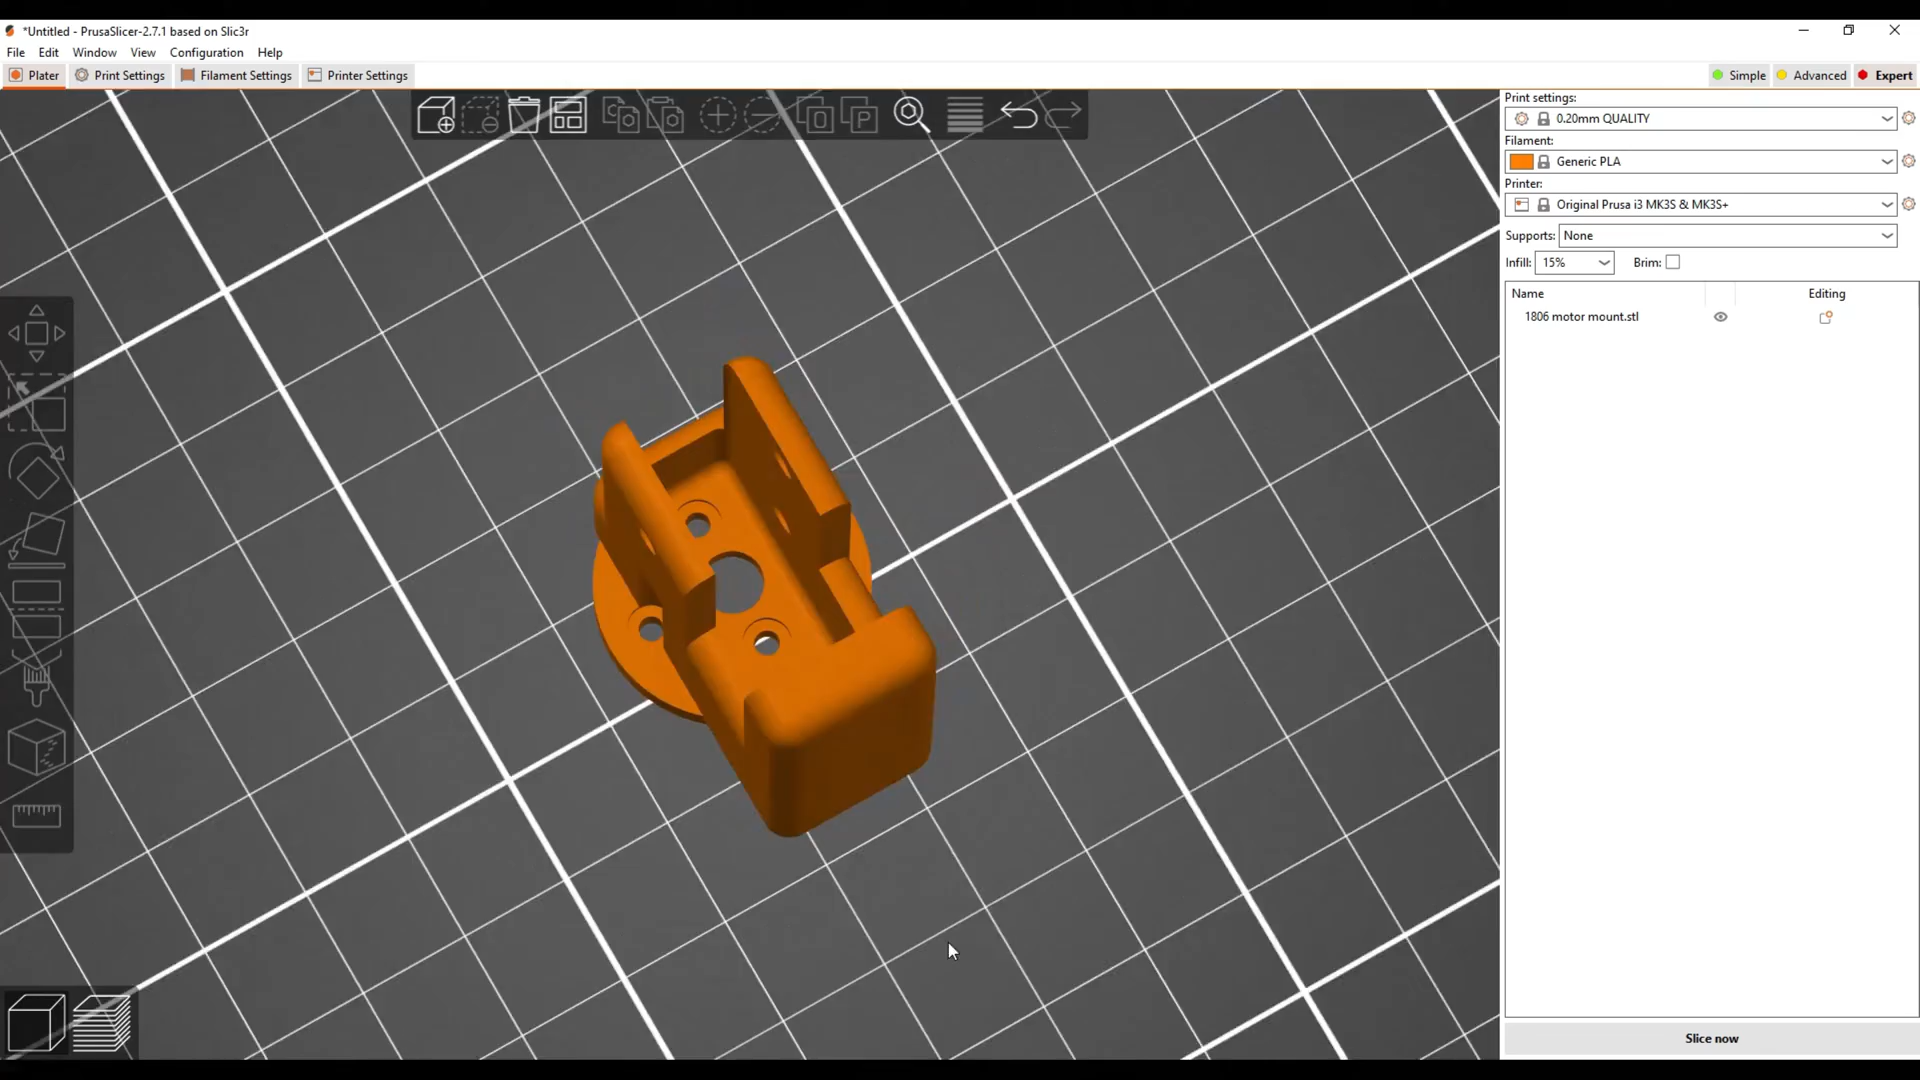 *Untitled - PrusaSlicer-2.7.1 based on Slic3r
File Edit Window View Configuration Help
Plater Print Settings Filament Settings Printer Settings Simple Advanced Expert
Print settings:
0.20mm QUALITY
Filament:
Generic PLA
Printer:
Original Prusa i3 MK3S & MK3S+
Supports: None
Infill: 15% Brim:
Name Editing
1806 motor mount.stl
Slice now